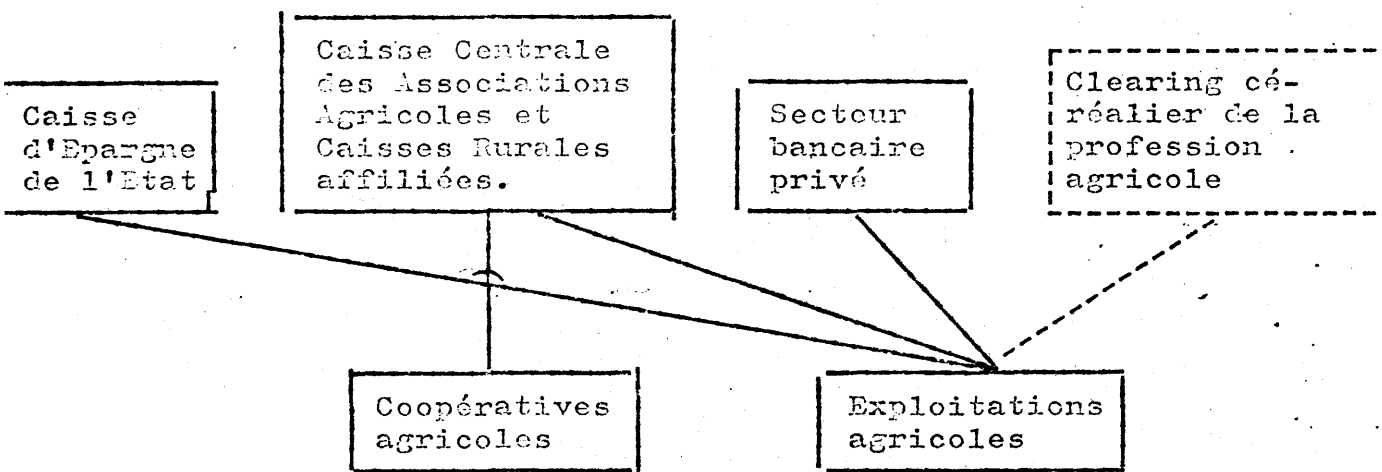 Caisse
d'Epargne
de l'Etat
Caisse Centrale
des Associations
Agricoles et
Caisses Rurales
affiliées.
Secteur
bancaire
privé
Clearing cé-
réalier de la
profession
agricole
Coopératives
agricoles
Exploitations
agricoles